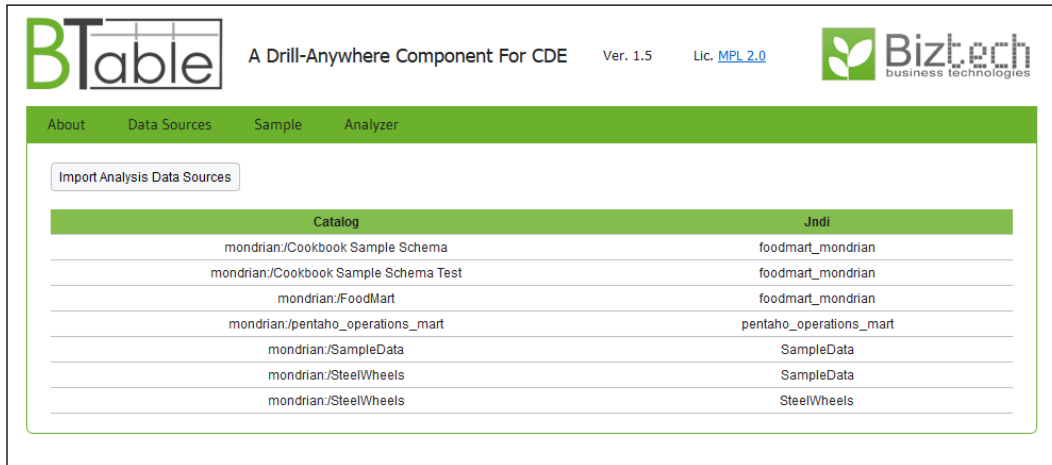 BTable A Drill-Anywhere Component For CDE Ver. 1.5 Lic. MPL 2.0 Biztech
business technologies
About Data Sources Sample Analyzer
Import Analysis Data Sources
Catalog Jndi
mondrian:/Cookbook Sample Schema foodmart_mondrian
mondrian:/Cookbook Sample Schema Test foodmart_mondrian
mondrian:/FoodMart foodmart_mondrian
mondrian:/pentaho_operations_mart pentaho_operations_mart
mondrian:/SampleData SampleData
mondrian:/SteelWheels SampleData
mondrian:/SteelWheels SteelWheels